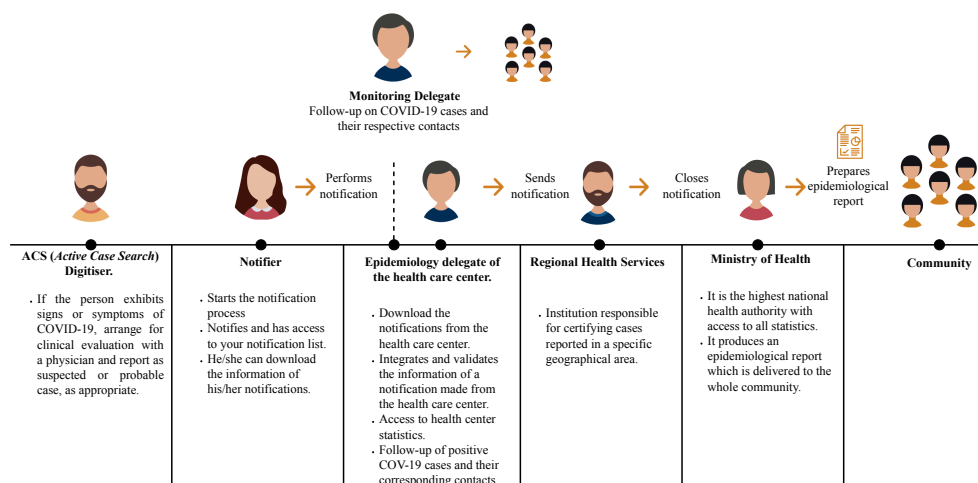 Monitoring Delegate
Follow-up on COVID-19 cases and
their respective contacts
Performs
notification
Sends
notification
Closes
notification
Prepares
epidemiological
report
ACS (Active Case Search)
Digitiser.
• If the person exhibits
signs or symptoms of
COVID-19, arrange for
clinical evaluation with
a physician and report as
suspected or probable
case, as appropriate.
Notifier
• Starts the notification
process
• Notifies and has access
to your notification list.
• He/she can download
the information of
his/her notifications.
Epidemiology delegate of
the health care center.
• Download the
notifications from the
health care center.
• Integrates and validates
the information of a
notification made from
the health care center.
• Access to health center
statistics.
• Follow-up of positive
COV-19 cases and their
corresponding contacts
Regional Health Services
• Institution responsible
for certifying cases
reported in a specific
geographical area.
Ministry of Health
• It is the highest national
health authority with
access to all statistics.
• It produces an
epidemiological report
which is delivered to the
whole community.
Community